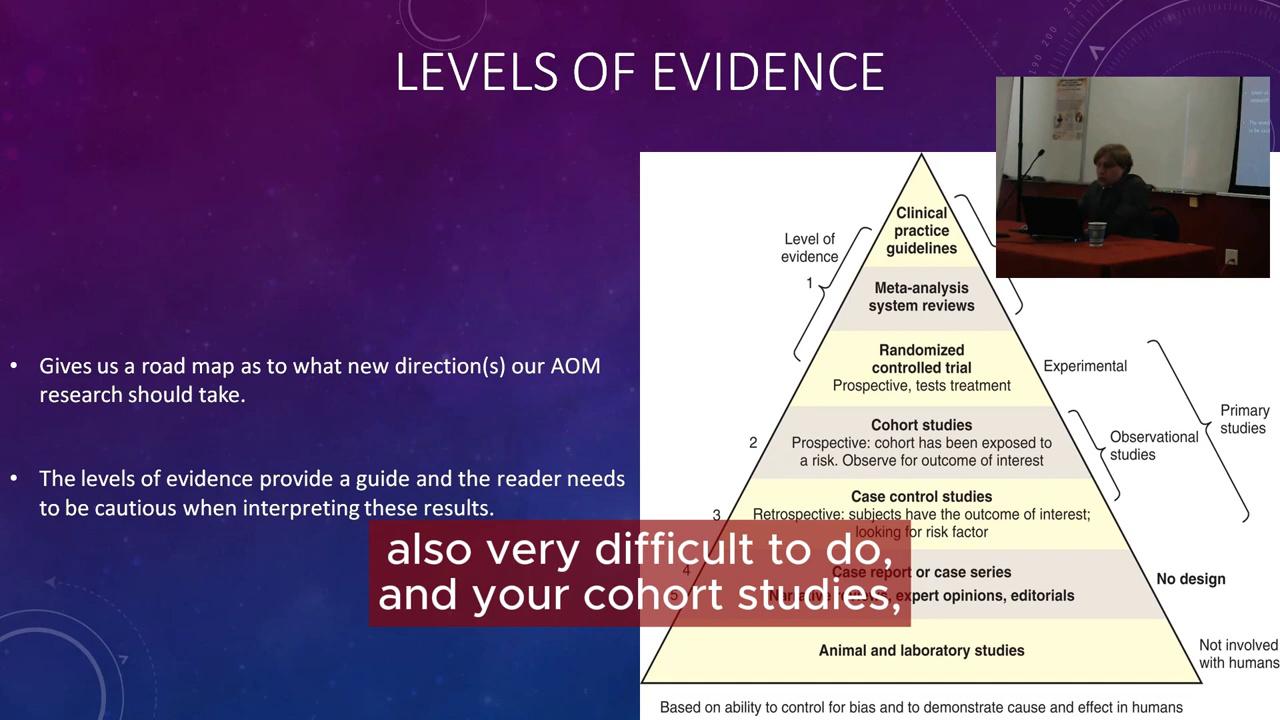 LEVELS OF EVIDENCE
190 200 21
• Gives us a road map as to what new direction(s) our AOM
research should take.
• The levels of evidence provide a guide and the reader needs
to be cautious when interpreting these results.
Level of
evidence
1
Clinical
practice
guidelines
Meta-analysis
system reviews
Randomized
controlled trial
Prospective, tests treatment
Experimental
2
Cohort studies
Prospective: cohort has been exposed to
a risk. Observe for outcome of interest
Observational
studies
Primary
studies
3
Case control studies
Retrospective: subjects have the outcome of interest;
looking for risk factor
4
Case report or case series
No design
5
Narrative expert opinions, editorials
Animal and laboratory studies
Not involved
with humans
Based on ability to control for bias and to demonstrate cause and effect in humans
also very difficult to do,
and your cohort studies,